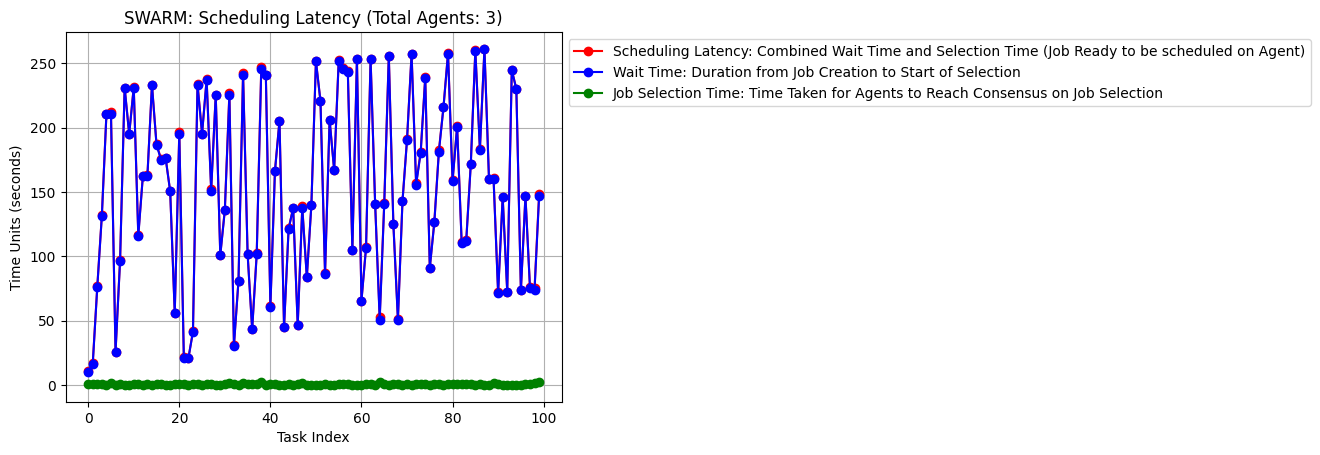 SWARM: Scheduling Latency (Total Agents: 3)
Scheduling Latency: Combined Wait Time and Selection Time (Job Ready to be scheduled on Agent)
Wait Time: Duration from Job Creation to Start of Selection
Job Selection Time: Time Taken for Agents to Reach Consensus on Job Selection
Time Units (seconds)
250
200
150
100
50
0
0 20 40 60 80 100
Task Index